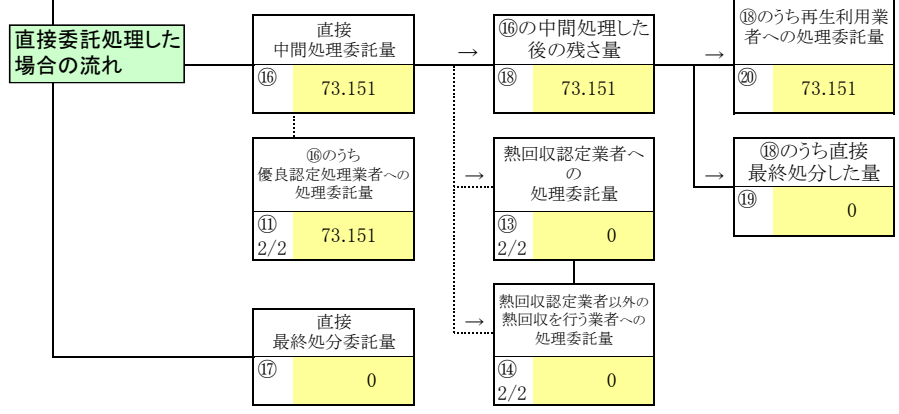 直接委託処理した
場合の流れ
直接
中間処理委託量
⑯
73.151
→
⑯の中間処理した
後の残さ量
⑱
73.151
→
⑱のうち再生利用業
者への処理委託量
⑳
73.151
⑯のうち
優良認定処理業者への
処理委託量
⑪
2/2
73.151
→
熱回収認定業者へ
の
処理委託量
⑬
2/2
0
→
⑱のうち直接
最終処分した量
⑲
0
直接
最終処分委託量
⑰
0
→
熱回収認定業者以外の
熱回収を行う業者への
処理委託量
⑭
2/2
0